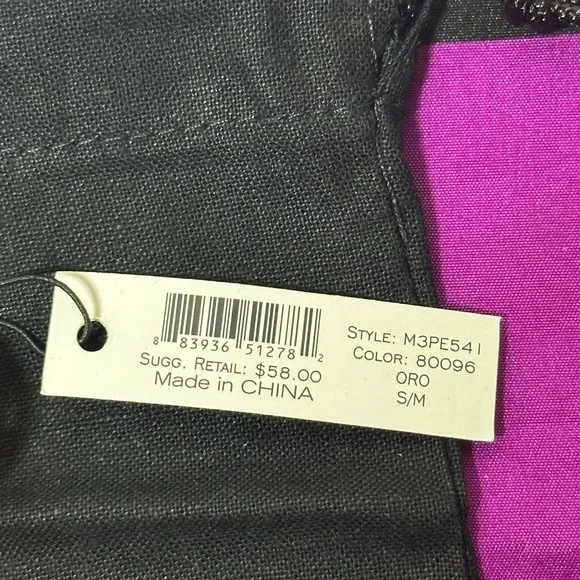 8 83936 51278 2
SUGG. RETAIL: $58.00
Made in CHINA
STYLE: M3PE541
COLOR: 80096
ORO
S/M